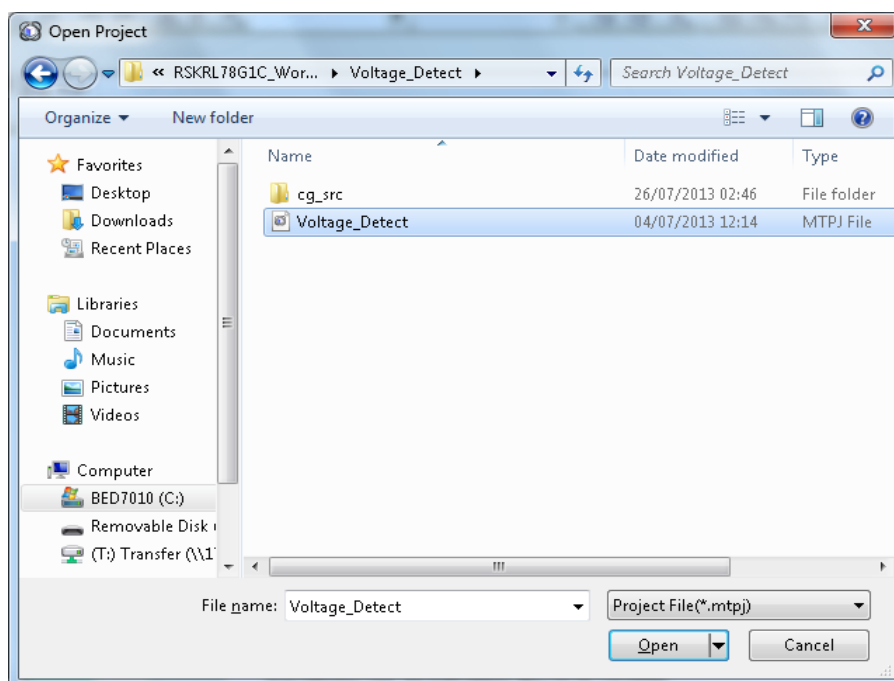 Open Project
« RSKRL78G1C_Wor... ▸ Voltage_Detect ▸
Search Voltage_Detect
Organize
New folder
Name
Date modified
Type
Favorites
Desktop
Downloads
Recent Places
Libraries
Documents
Music
Pictures
Videos
Computer
BED7010 (C:)
Removable Disk
(T:) Transfer (\\1
cg_src
26/07/2013 02:46
File folder
Voltage_Detect
04/07/2013 12:14
MTPJ File
File name:
Voltage_Detect
Project File(*.mtpj)
Open
Cancel